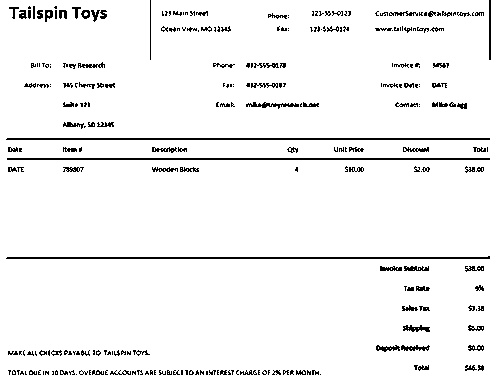 Tailspin Toys
123 Main Street Phone: 123-555-0123 CustomerService@tailspintoys.com
Ocean View, MO 12345 Fax: 123-555-0124 www.tailspintoys.com
Bill To: Trey Research Phone: 432-555-0178 Invoice #: 34567
Address: 345 Cherry Street Fax: 432-555-0187 Invoice Date: DATE
Suite 123 Email: mike@treyresearch.net Contact: Mike Gragg
Albany, SD 12345
Date Item # Description Qty Unit Price Discount Total
DATE 789807 Wooden Blocks 4 $10.00 $2.00 $38.00
Invoice Subtotal $38.00
Tax Rate 9%
Sales Tax $3.38
Shipping $5.00
Deposit Received $0.00
MAKE ALL CHECKS PAYABLE TO TAILSPIN TOYS.
Total $46.38
TOTAL DUE IN 10 DAYS. OVERDUE ACCOUNTS ARE SUBJECT TO AN INTEREST CHARGE OF 2% PER MONTH.